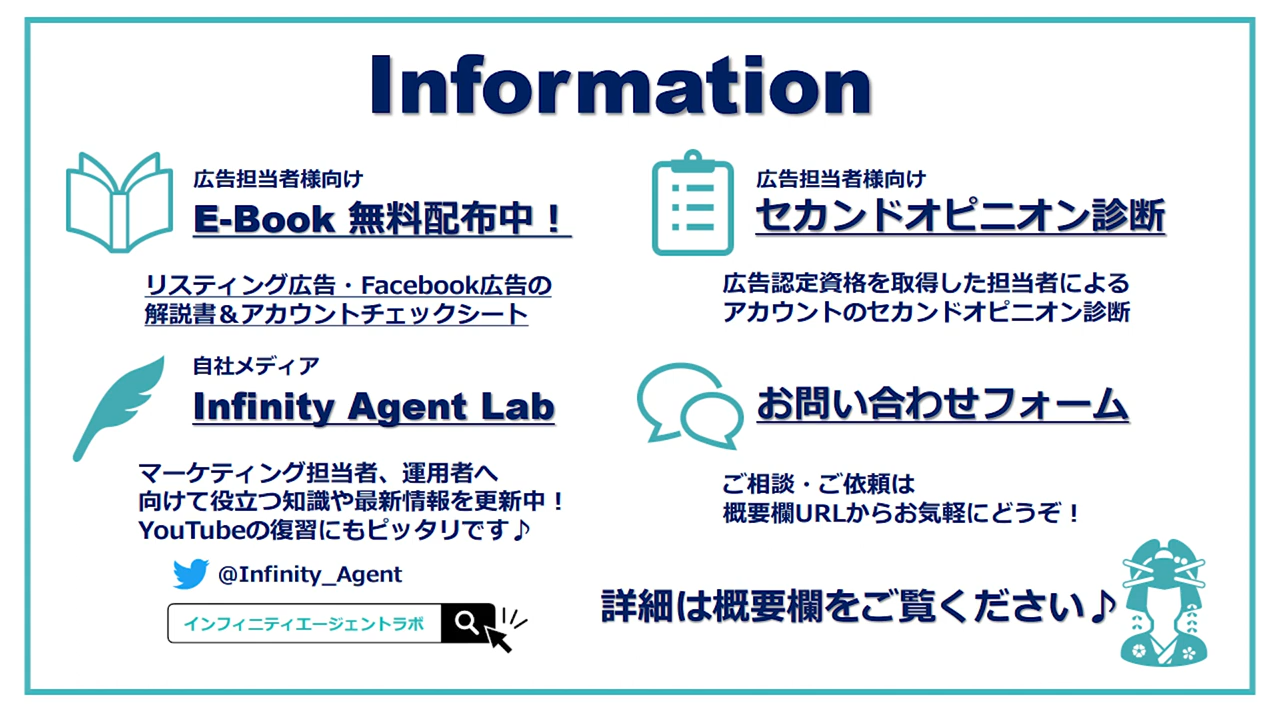 Information
広告担当者様向け
E-Book 無料配布中！
リスティング広告・Facebook広告の
解説書＆アカウントチェックシート
広告担当者様向け
セカンドオピニオン診断
広告認定資格を取得した担当者による
アカウントのセカンドオピニオン診断
自社メディア
Infinity Agent Lab
マーケティング担当者、運用者へ
向けて役立つ知識や最新情報を更新中！
YouTubeの復習にもピッタリです♪
@Infinity_Agent
インフィニティエージェントラボ
お問い合わせフォーム
ご相談・ご依頼は
概要欄URLからお気軽にどうぞ！
詳細は概要欄をご覧ください♪